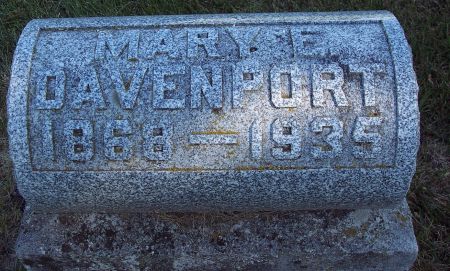 MARY E.
DAVENPORT
1868 — 1935